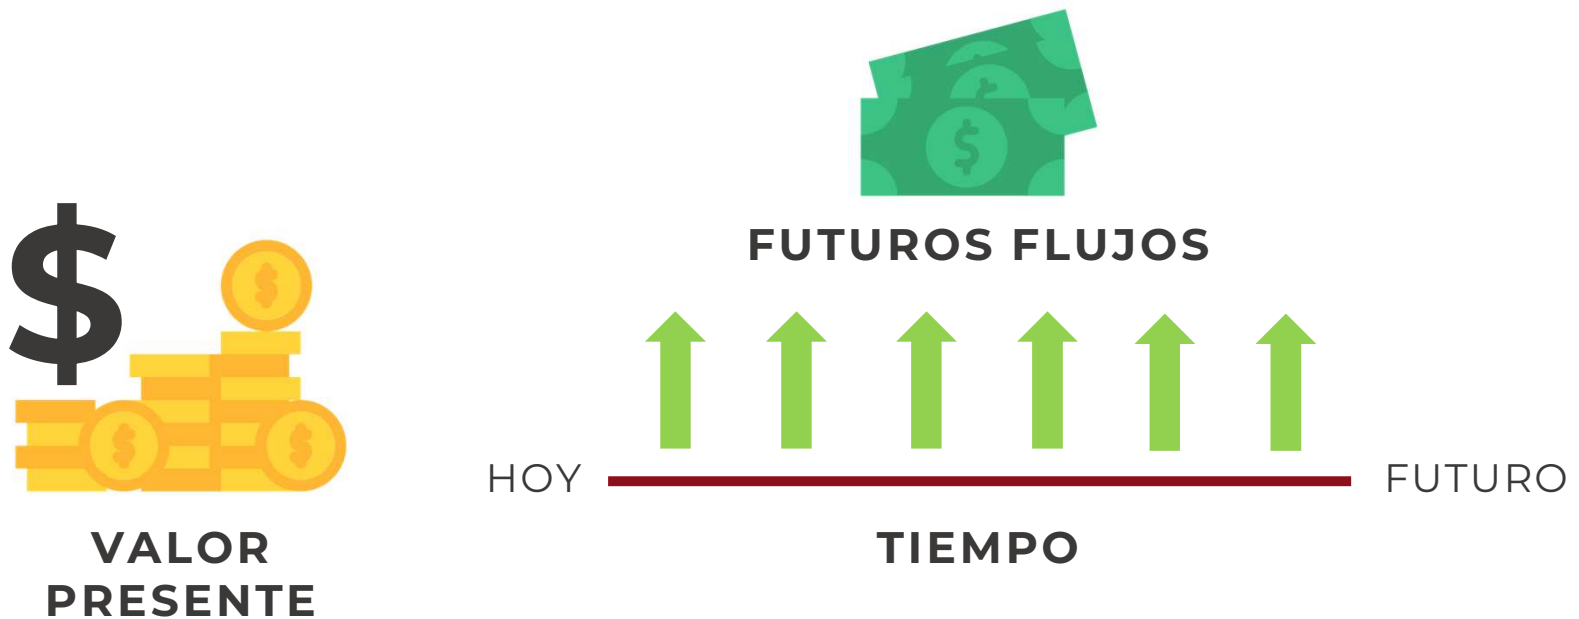 $
VALOR
PRESENTE
$
$
$
$
$
FUTUROS FLUJOS
HOY
FUTURO
TIEMPO